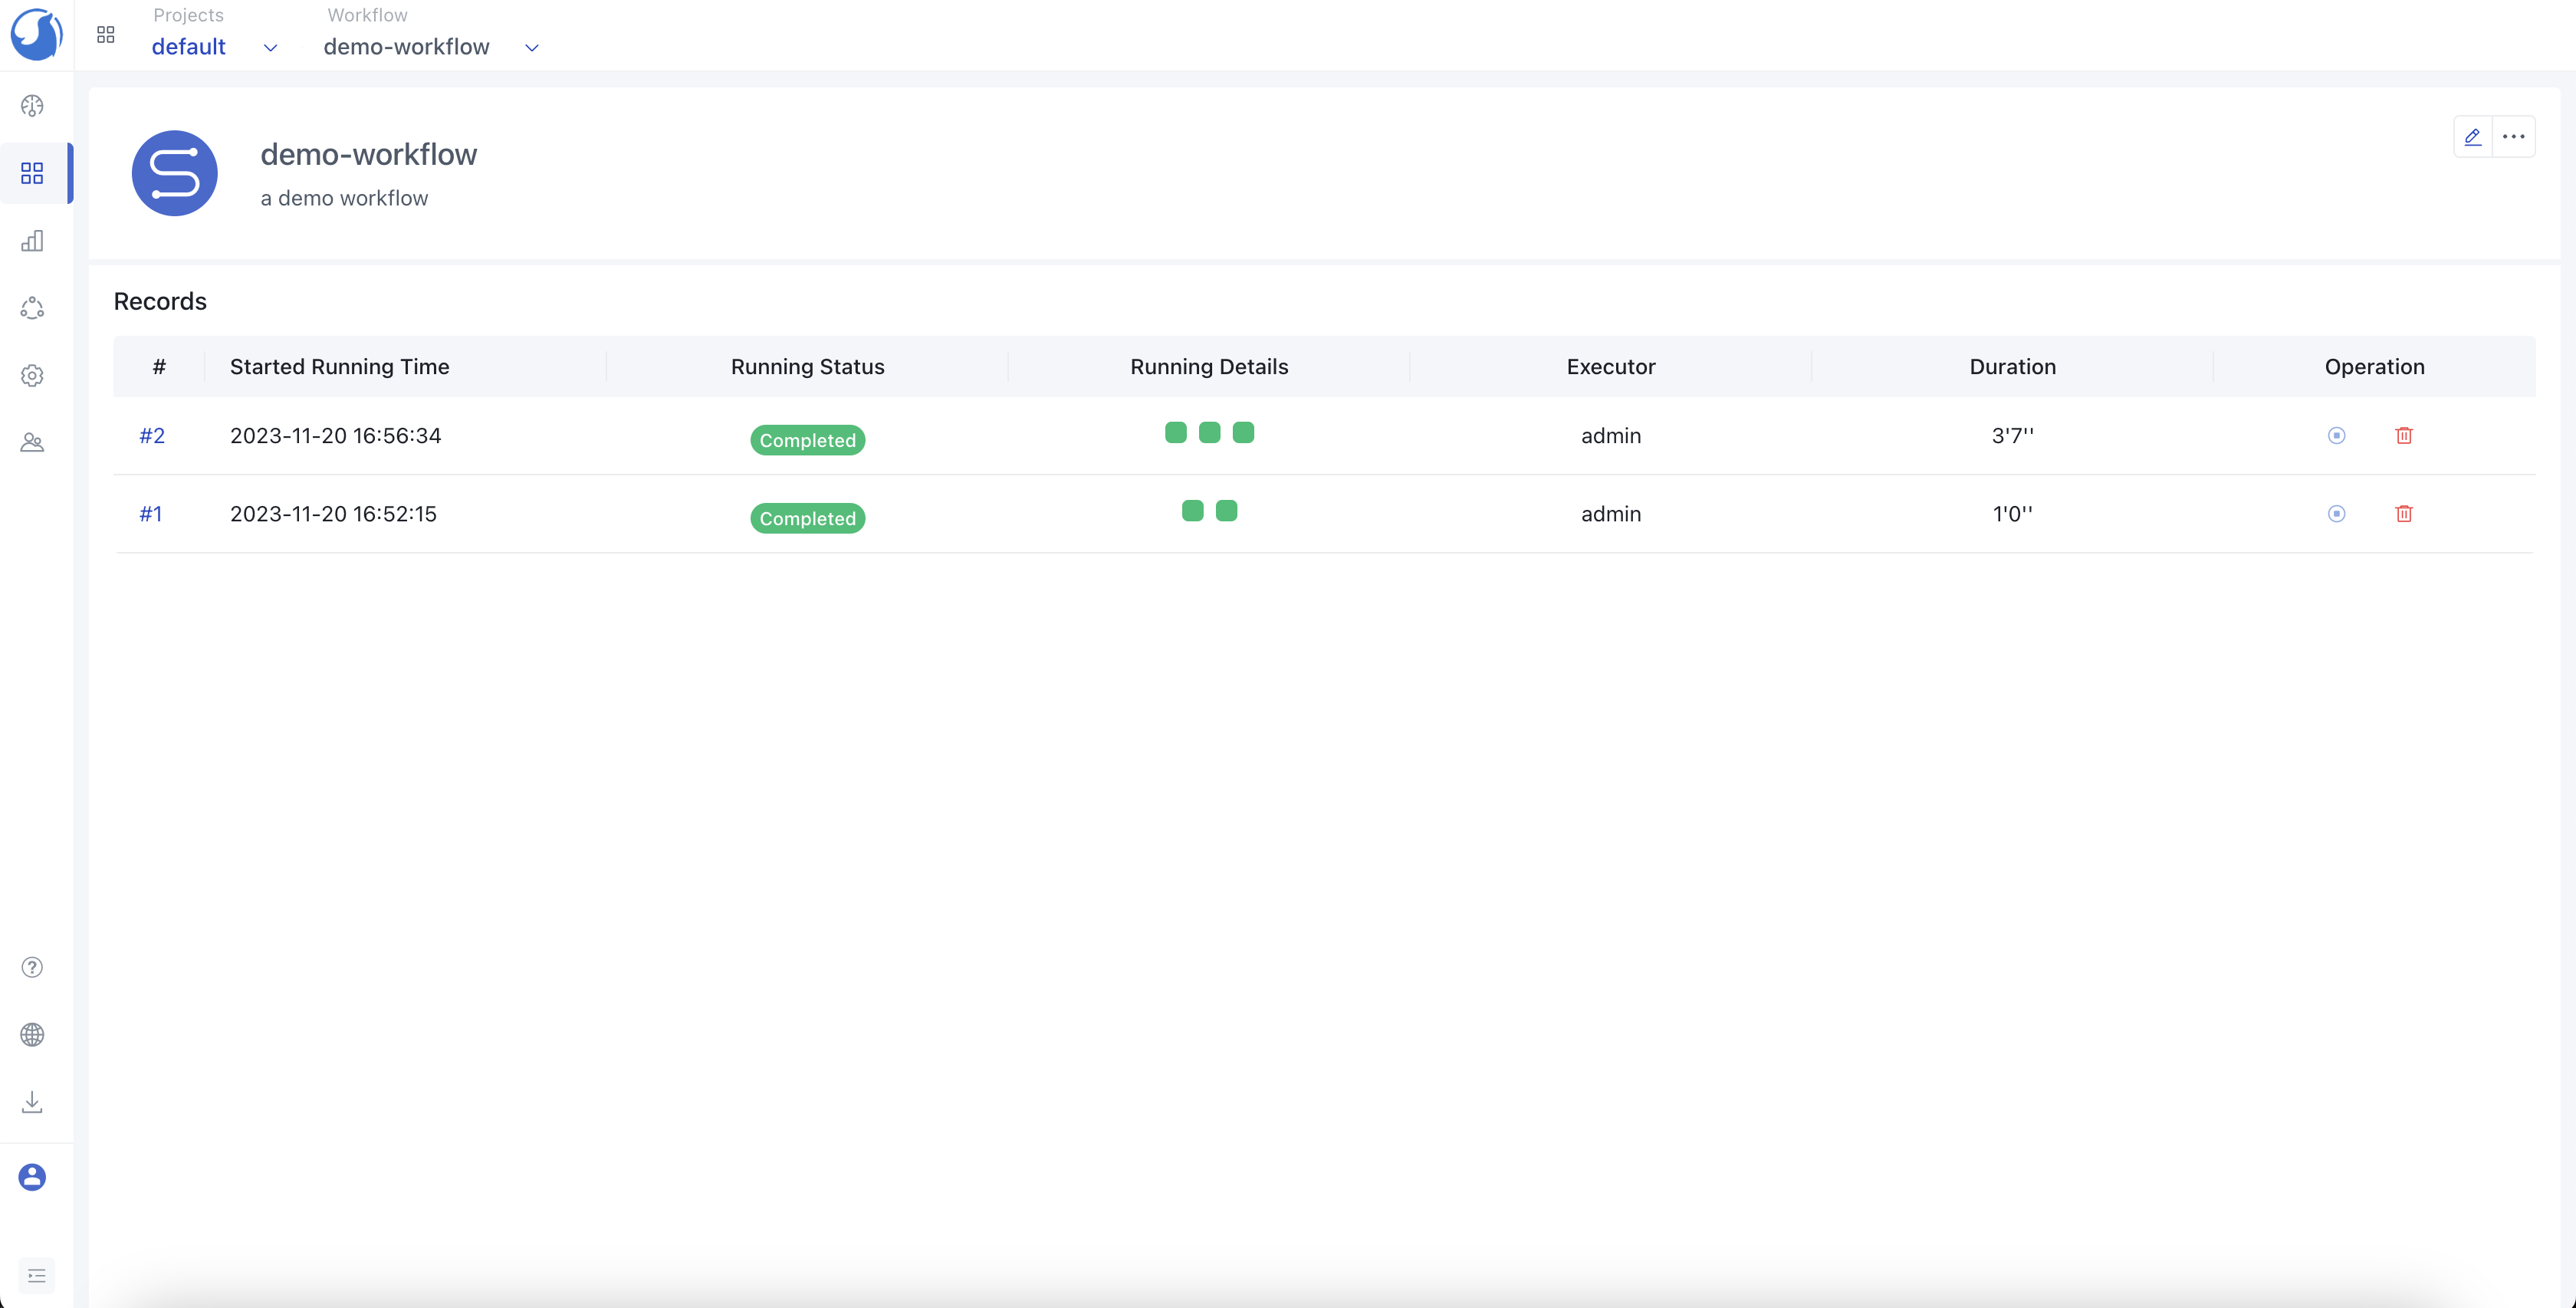 Projects Workflow
default demo-workflow
demo-workflow
a demo workflow
Records
# Started Running Time Running Status Running Details Executor Duration Operation
#2 2023-11-20 16:56:34 Completed admin 3'7''
#1 2023-11-20 16:52:15 Completed admin 1'0''